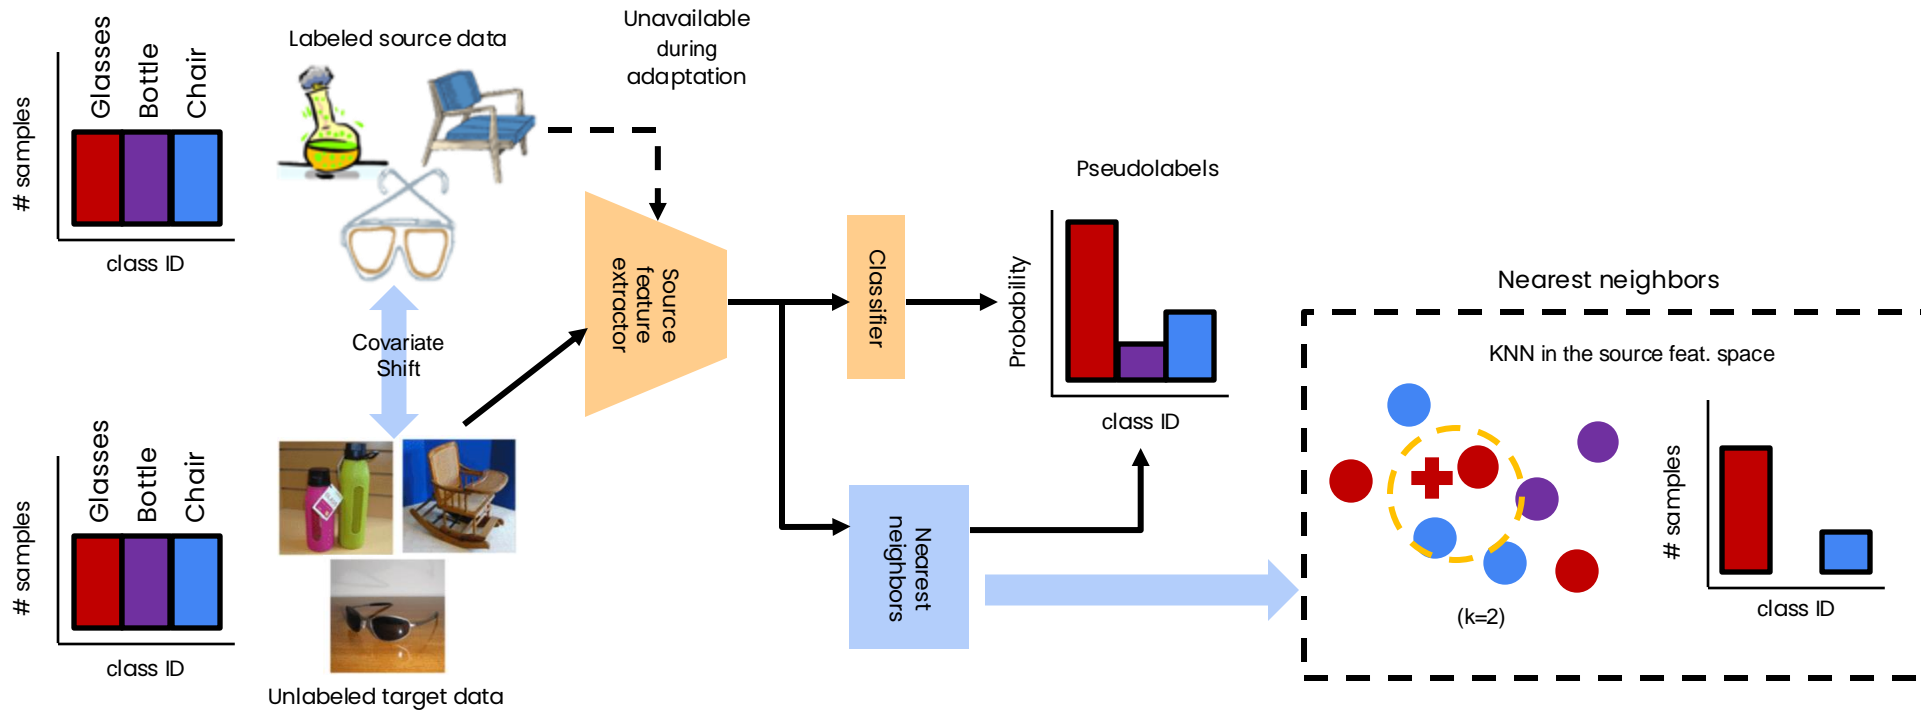 Glasses
Bottle
Chair
# samples
class ID
Labeled source data
Unavailable
during
adaptation
Covariate
Shift
Glasses
Bottle
Chair
# samples
class ID
Unlabeled target data
Source
feature
extractor
Classifier
Nearest
neighbors
Pseudolabels
Probability
class ID
Nearest neighbors
KNN in the source feat. space
(k=2)
# samples
class ID